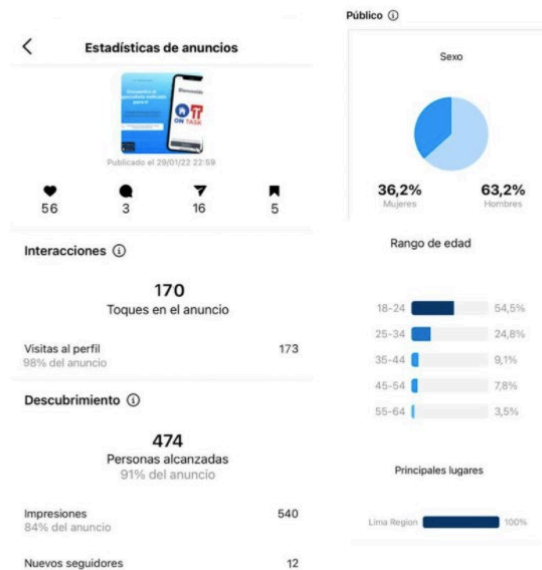 Estadísticas de anuncios
Bienvenido
ON TASK
Publicado el 29/01/22 22:59
56
3
16
5
Interacciones
170
Toques en el anuncio
Visitas al perfil
173
98% del anuncio
Descubrimiento
474
Personas alcanzadas
91% del anuncio
Impresiones
540
84% del anuncio
Nuevos seguidores
12
Público
Sexo
36,2%
63,2%
Mujeres
Hombres
Rango de edad
18-24
54,5%
25-34
24,8%
35-44
9,1%
45-54
7,8%
55-64
3,5%
Principales lugares
Lima Region
100%